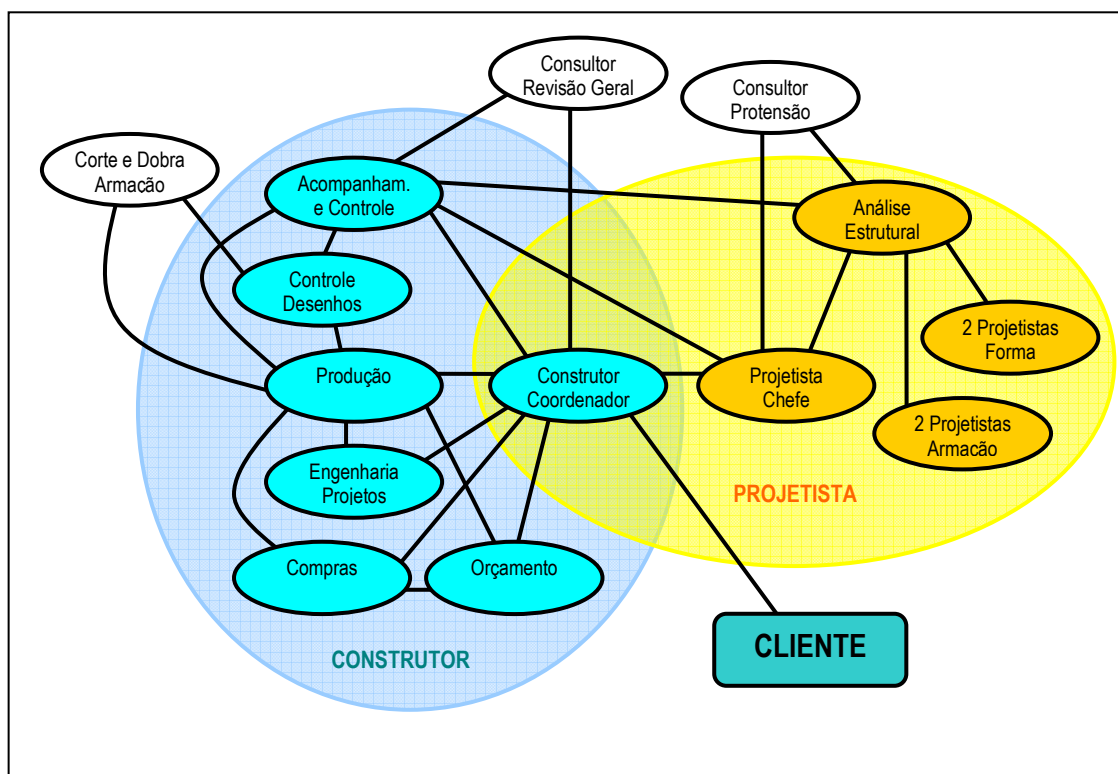 Consultor
Revisão Geral
Consultor
Protensão
Corte e Dobra
Armacão
Acompanham.
e Controle
Análise
Estrutural
Controle
Desenhos
2 Projetistas
Forma
Produção
Construtor
Coordenador
Projetista
Chefe
2 Projetistas
Armacão
Engenharia
Projetos
PROJETISTA
Compras
Orçamento
CONSTRUTOR
CLIENTE